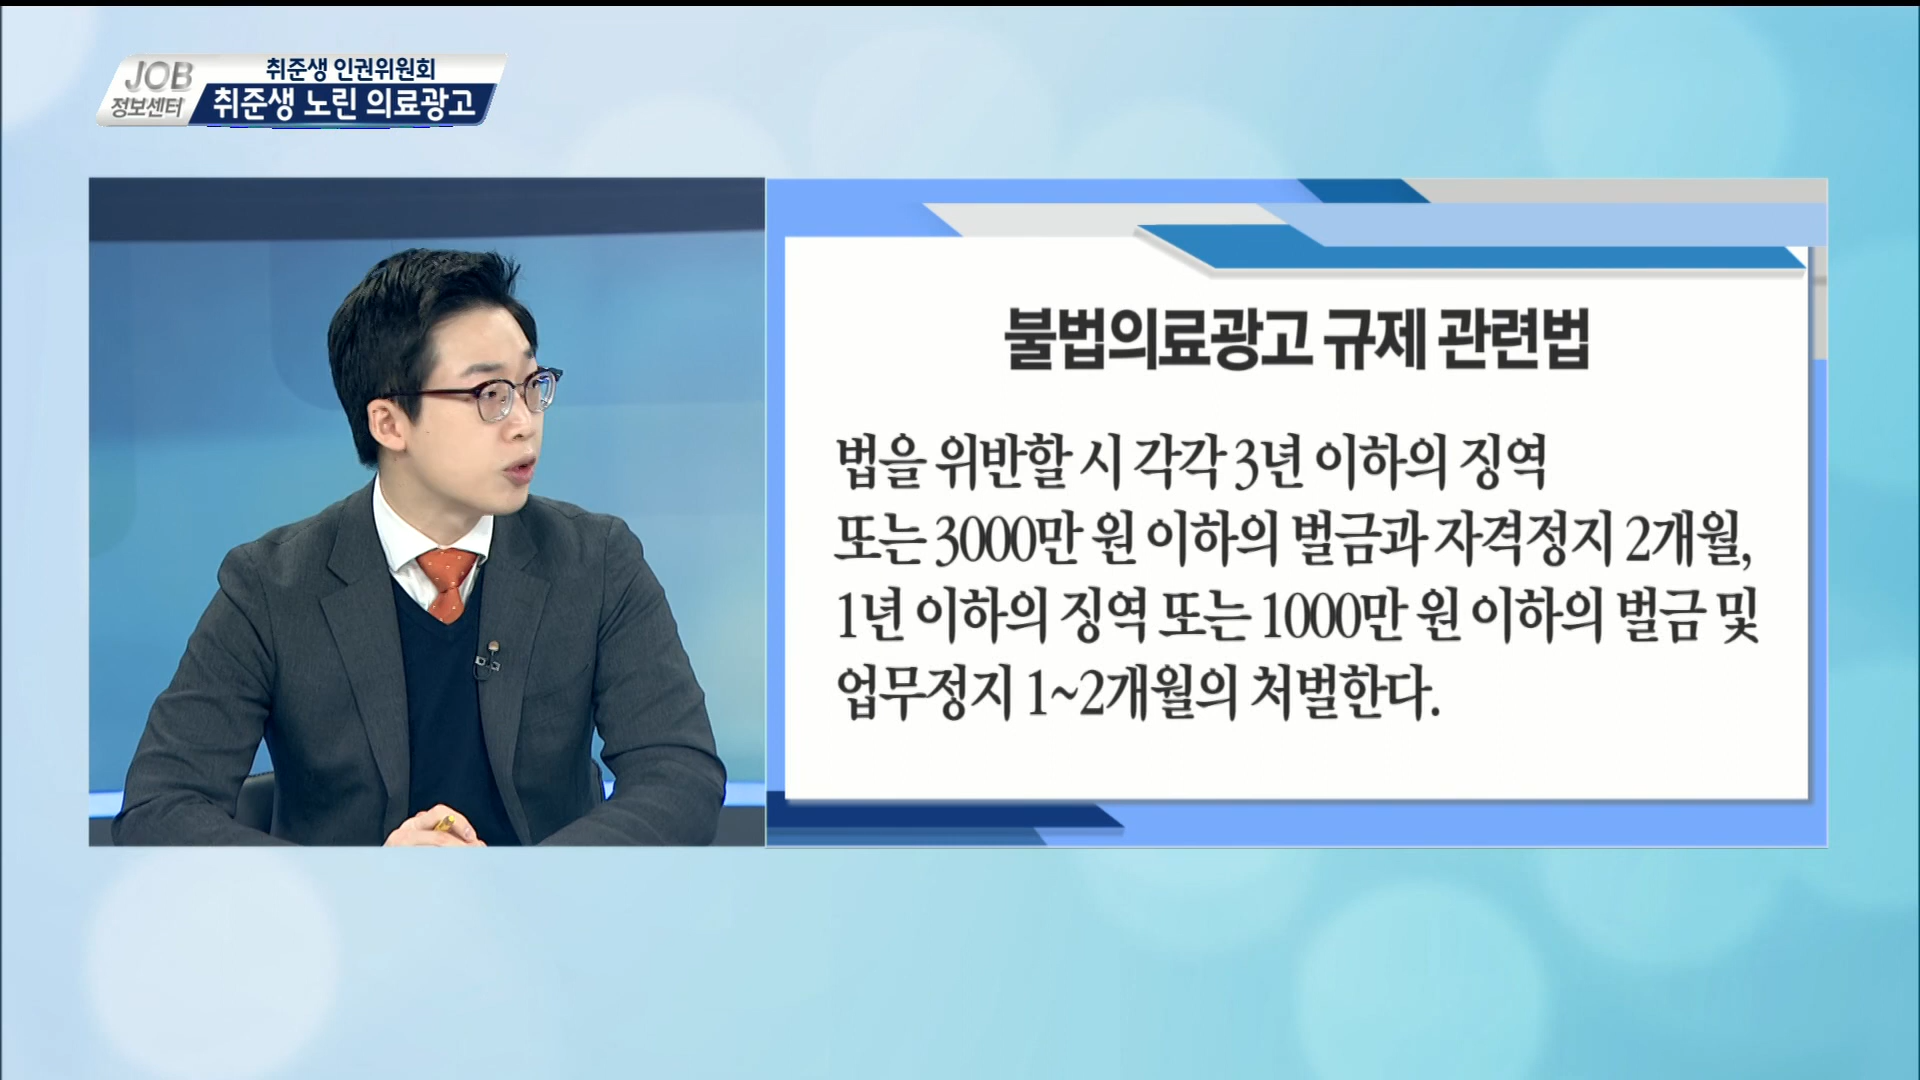 JOB
정보센터
취준생 인권위원회
취준생 노린 의료광고
불법의료광고 규제 관련법
법을 위반할 시 각각 3년 이하의 징역
또는 3000만 원 이하의 벌금과 자격정지 2개월,
1년 이하의 징역 또는 1000만 원 이하의 벌금 및
업무정지 1~2개월의 처벌한다.